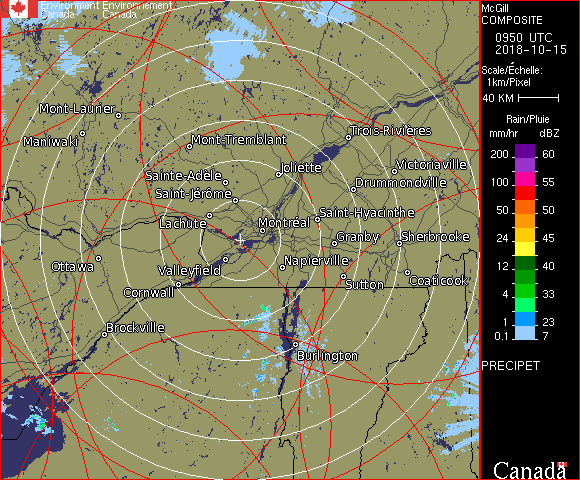 Environment Environnement
Canada Canada
Mont-Laurier
Maniwaki
Mont-Tremblant
Trois-Rivières
Sainte-Adèle
Joliette
Victoriaville
Saint-Jérôme
Drummondville
Lachute
Montréal
Saint-Hyacinthe
Granby
Sherbrooke
Ottawa
Valleyfield
Napierville
Cornwall
Sutton
Coaticook
Brockville
Burlington
McGill
COMPOSITE
0950 UTC
2018-10-15
Scale/Échelle:
1km/Pixel
40 KM
Rain/Pluie
mm/hr dBZ
200 60
100 55
50 50
24 45
12 40
4 33
1 23
0.1 7
PRECIPET
Canada